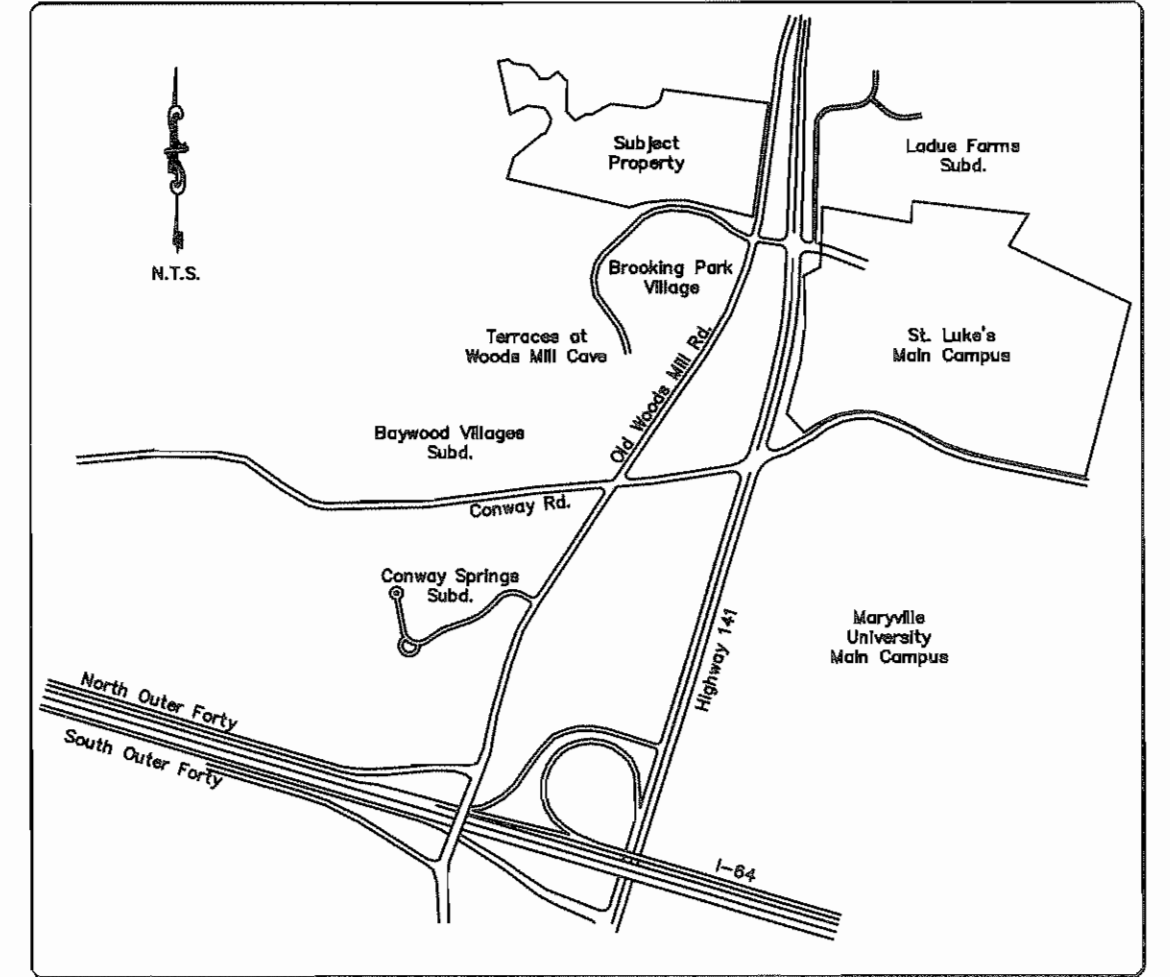 Subject
Property
Ladue Farms
Subd.
N.T.S.
Brooking Park
Village
Terraces at
Woods Mill Cave
St. Luke's
Main Campus
Old Woods Mill Rd.
Baywood Villages
Subd.
Conway Rd.
Conway Springs
Subd.
Maryville
University
Main Campus
Highway 141
North Outer Forty
South Outer Forty
I-64